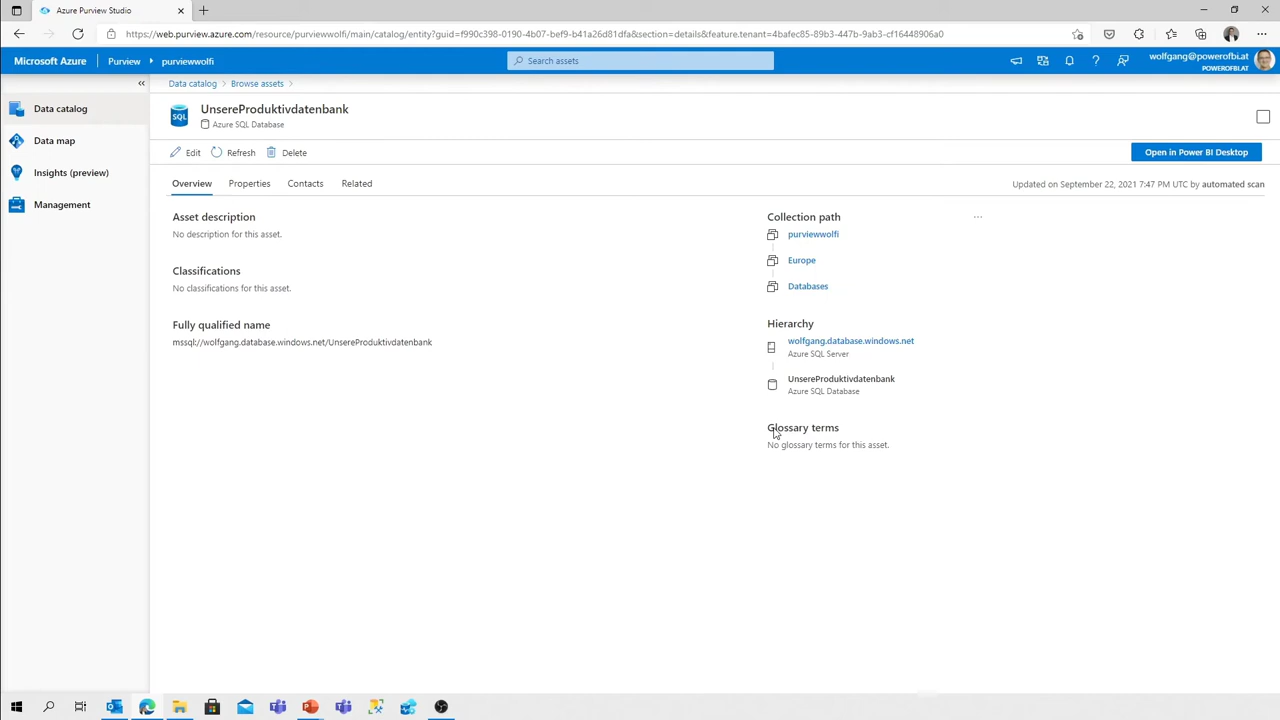 Azure Purview Studio
https://web.purview.azure.com/resource/purviewwolfi/main/catalog/entity?guid=f990c398-0190-4b07-bef9-b41a26d81dfa&section=details&feature.tenant=4bafec85-89b3-447b-9ab3-cf16448906a0
Microsoft Azure
Purview
purviewwolfi
Search assets
wolfgang@powerofbi.at
POWEROFBI.AT
Data catalog
Data map
Insights (preview)
Management
Data catalog
Browse assets
SQL
UnsereProduktivdatenbank
Azure SQL Database
Edit
Refresh
Delete
Open in Power BI Desktop
Overview
Properties
Contacts
Related
Updated on September 22, 2021 7:47 PM UTC by automated scan
Asset description
No description for this asset.
Classifications
No classifications for this asset.
Fully qualified name
mssql://wolfgang.database.windows.net/UnsereProduktivdatenbank
Collection path
purviewwolfi
Europe
Databases
Hierarchy
wolfgang.database.windows.net
Azure SQL Server
UnsereProduktivdatenbank
Azure SQL Database
Glossary terms
No glossary terms for this asset.